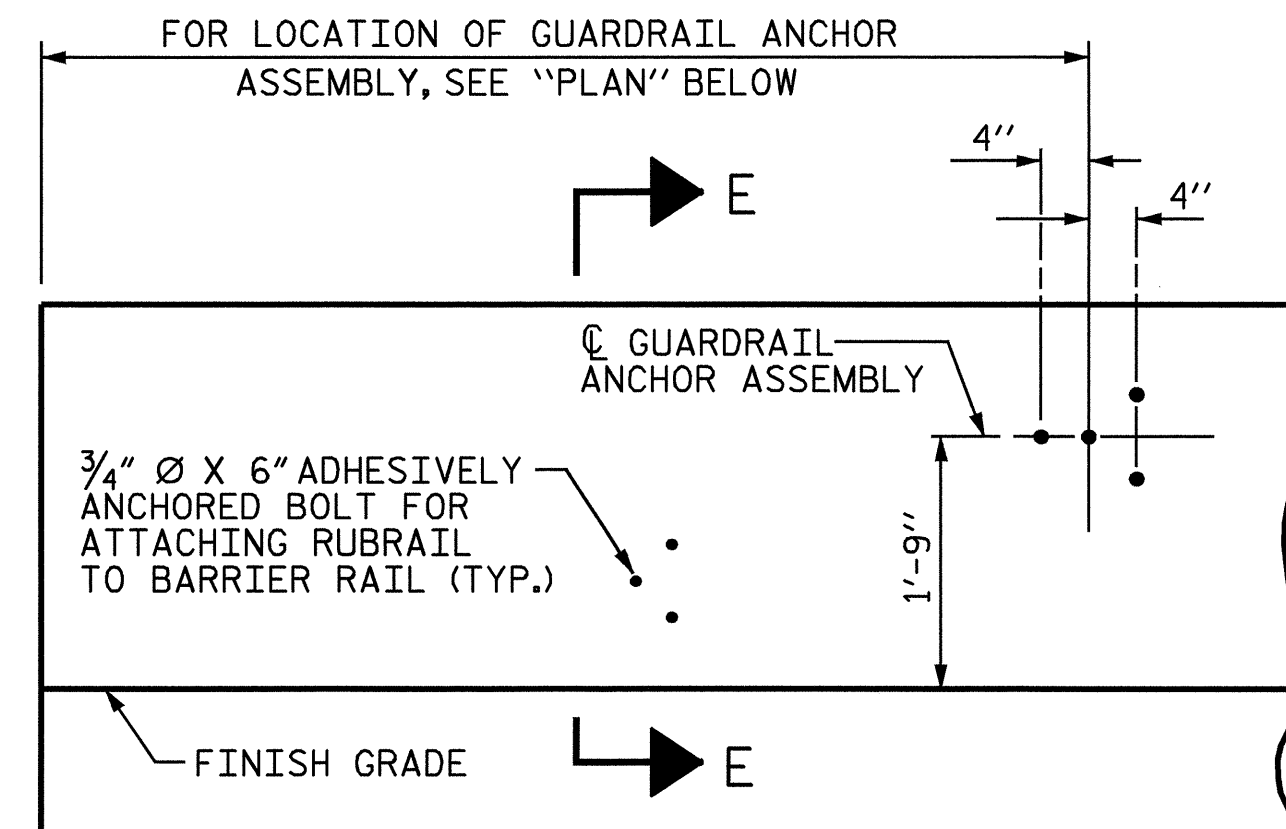 FOR LOCATION OF GUARDRAIL ANCHOR
ASSEMBLY, SEE "PLAN" BELOW
4"
4"
E
℄ GUARDRAIL
ANCHOR ASSEMBLY
3/4" Ø X 6" ADHESIVELY
ANCHORED BOLT FOR
ATTACHING RUBRAIL
TO BARRIER RAIL (TYP.)
1'-9"
FINISH GRADE
E